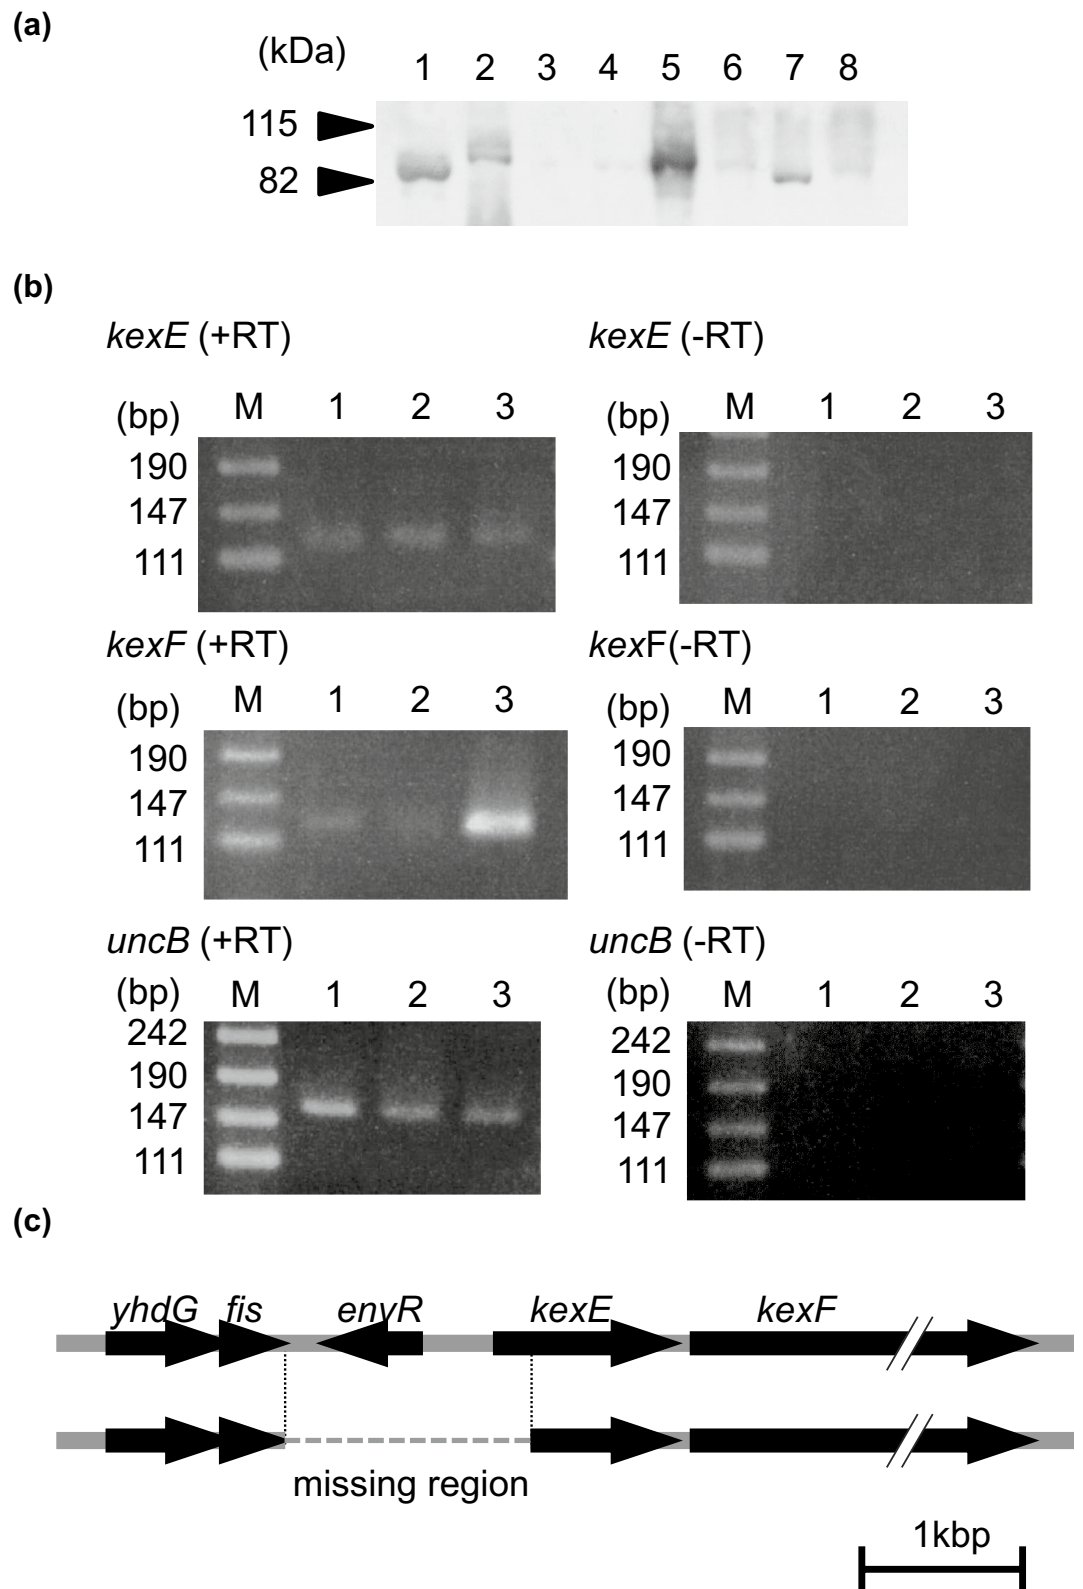 (a)
(kDa)
1 2 3 4 5 6 7 8
115
82
(b)
kexE (+RT)
(bp) M 1 2 3
190
147
111
kexE (-RT)
(bp) M 1 2 3
190
147
111
kexF (+RT)
(bp) M 1 2 3
190
147
111
kexF(-RT)
(bp) M 1 2 3
190
147
111
uncB (+RT)
(bp) M 1 2 3
242
190
147
111
uncB (-RT)
(bp) M 1 2 3
242
190
147
111
(c)
yhdG fis envR kexE kexF
missing region
1kbp